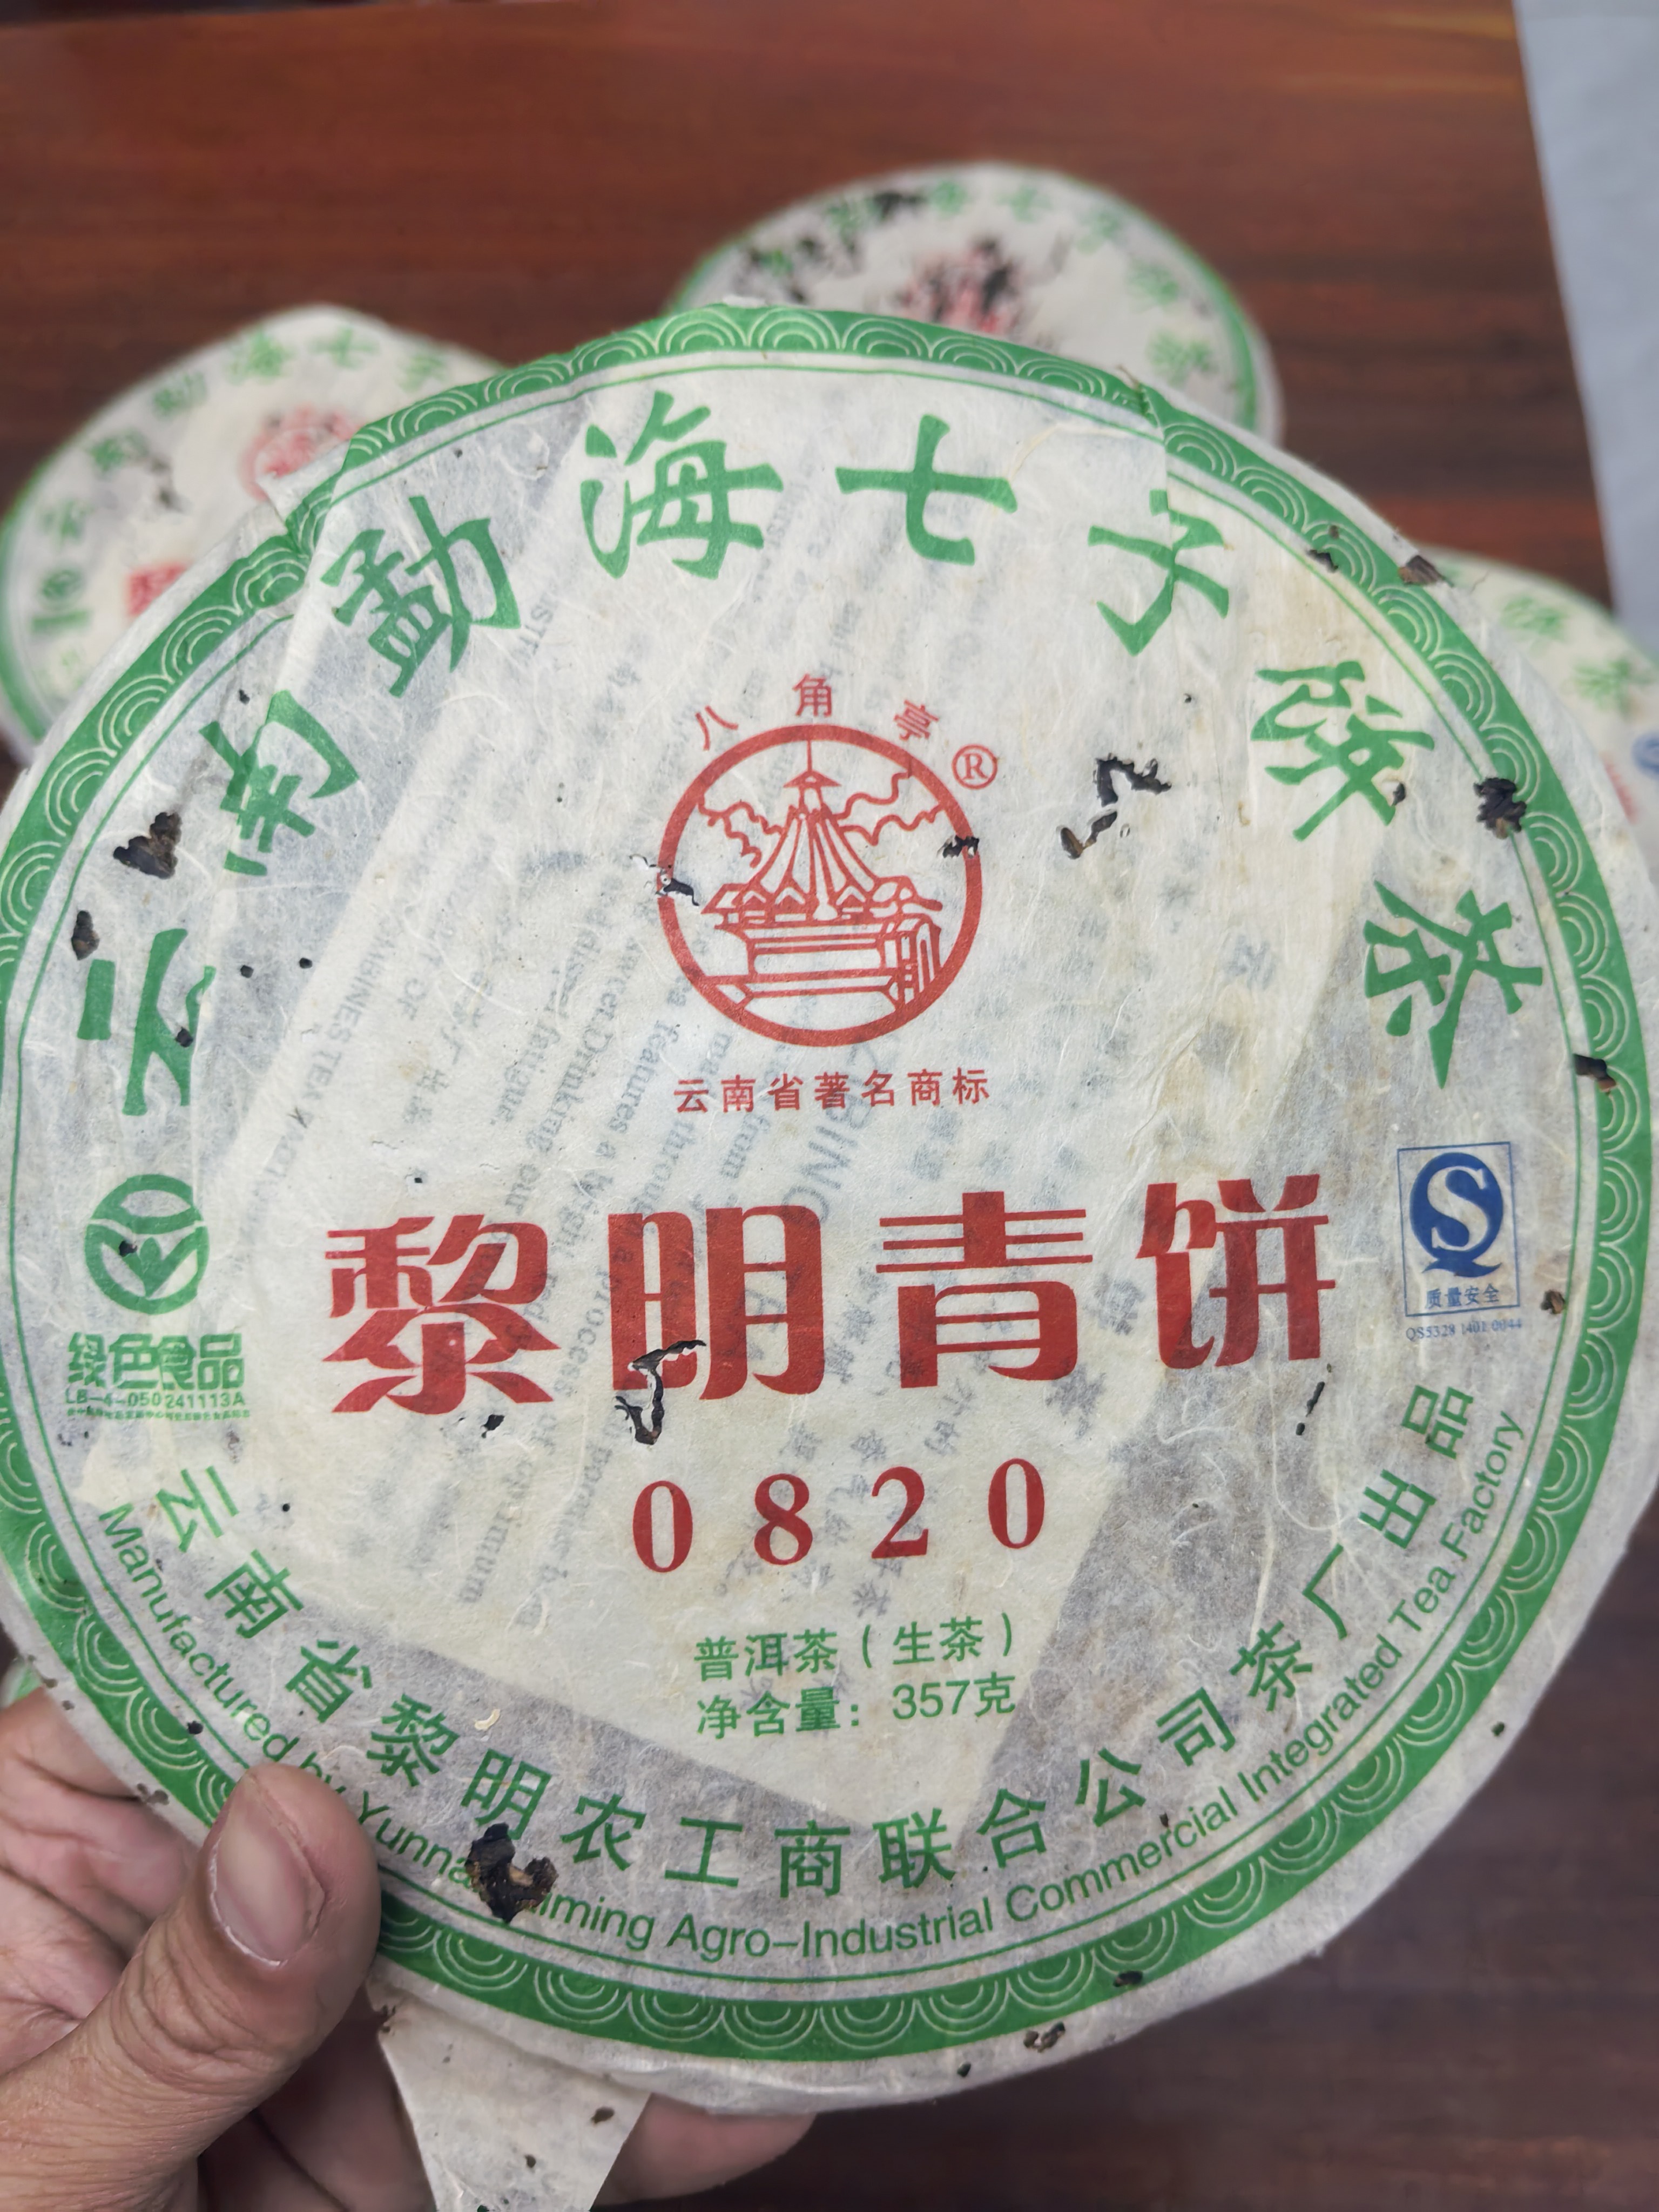 云南勐海七子饼茶
八角亭
®
云南省著名商标
黎明青饼
0820
普洱茶（生茶）
净含量：357克
绿色食品
LB-4-050241113A
质量安全
QS5328 1401 0044
云南省黎明农工商联合公司茶厂出品
Manufactured by Yunnan Liming Agro-Industrial Commercial Integrated Tea Factory